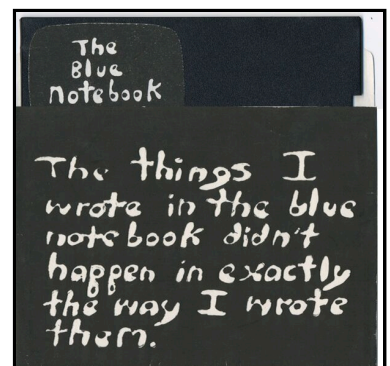 The
Blue
notebook
The things I
wrote in the blue
notebook didn't
happen in exactly
the way I wrote
them.